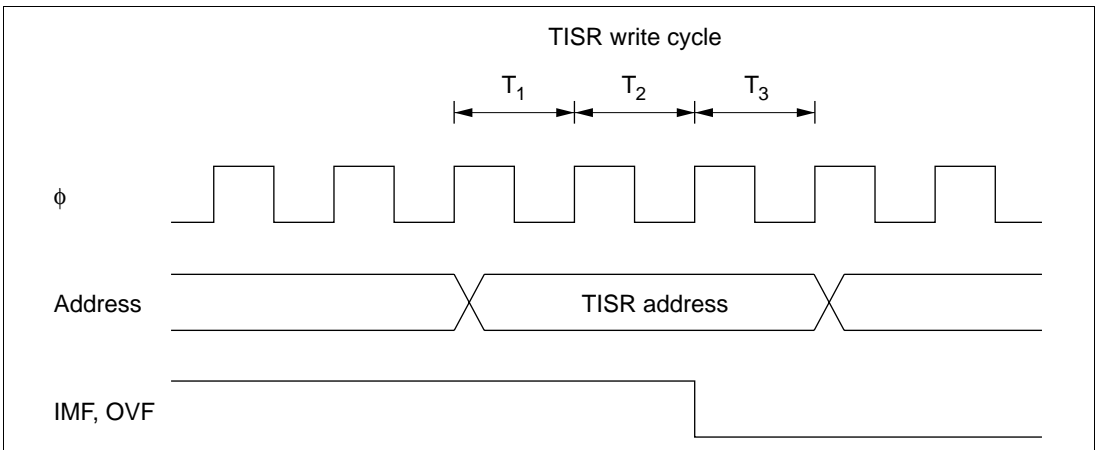 TISR write cycle
T1 T2 T3
ϕ
Address
TISR address
IMF, OVF